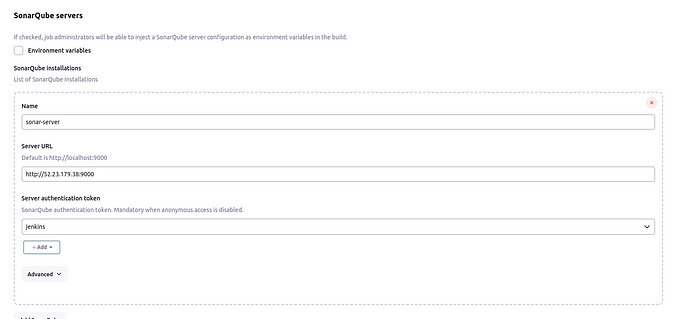 SonarQube servers
If checked, job administrators will be able to inject a SonarQube server configuration as environment variables in the build.
Environment variables
SonarQube installations
List of SonarQube installations
Name
sonar-server
Server URL
Default is http://localhost:9000
http://52.23.179.38:9000
Server authentication token
SonarQube authentication token. Mandatory when anonymous access is disabled.
jenkins
+ Add
Advanced